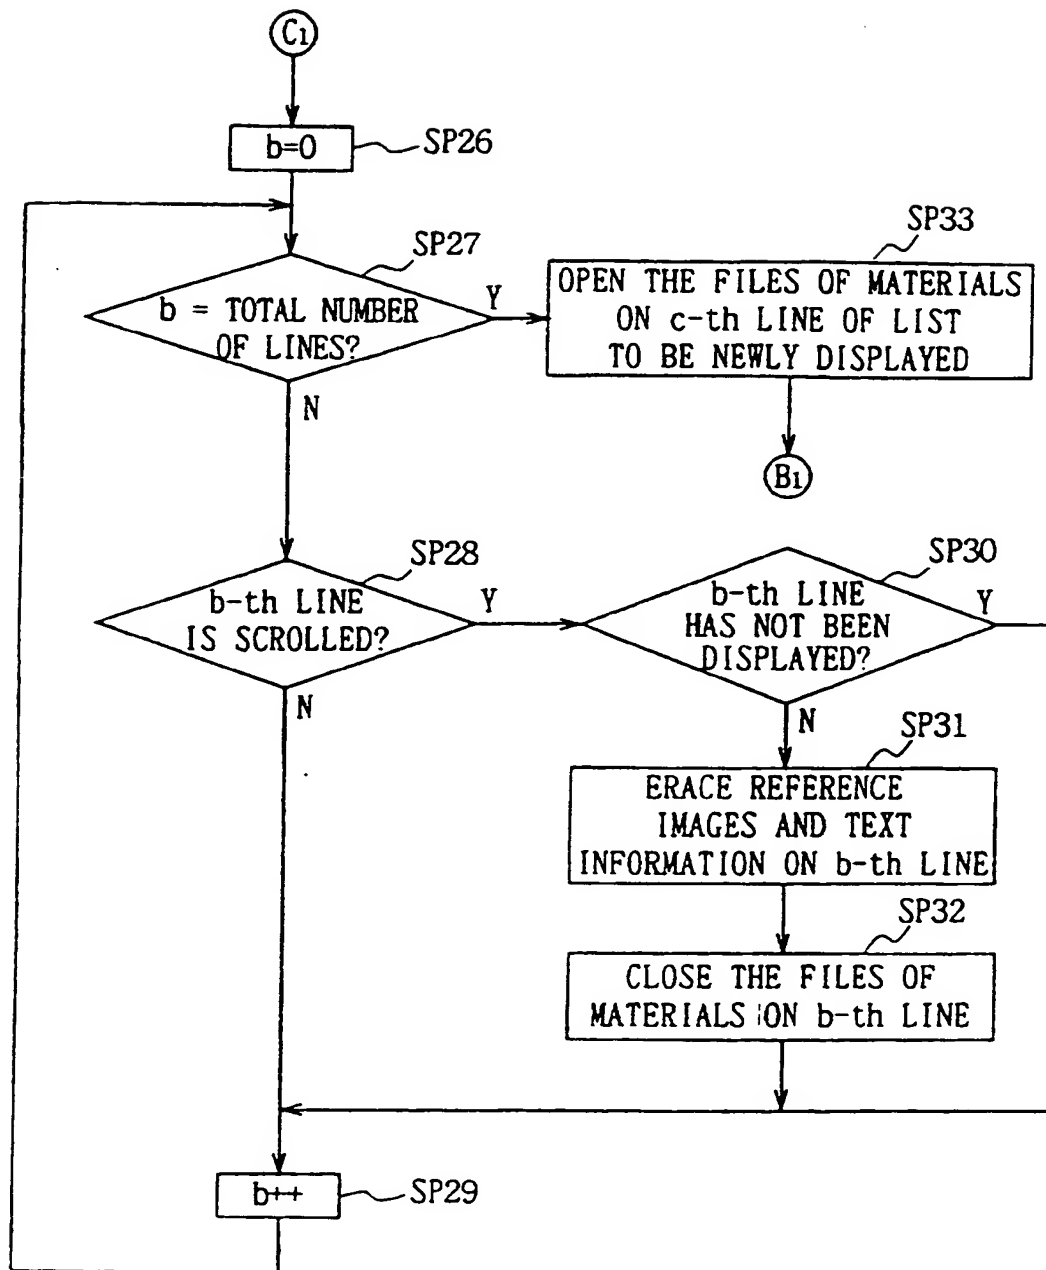 C1
b=0
SP26
SP27
b = TOTAL NUMBER
OF LINES?
Y
N
SP33
OPEN THE FILES OF MATERIALS
ON c-th LINE OF LIST
TO BE NEWLY DISPLAYED
B1
SP28
b-th LINE
IS SCROLLED?
Y
N
SP30
b-th LINE
HAS NOT BEEN
DISPLAYED?
Y
N
SP31
ERACE REFERENCE
IMAGES AND TEXT
INFORMATION ON b-th LINE
SP32
CLOSE THE FILES OF
MATERIALS ON b-th LINE
b++
SP29